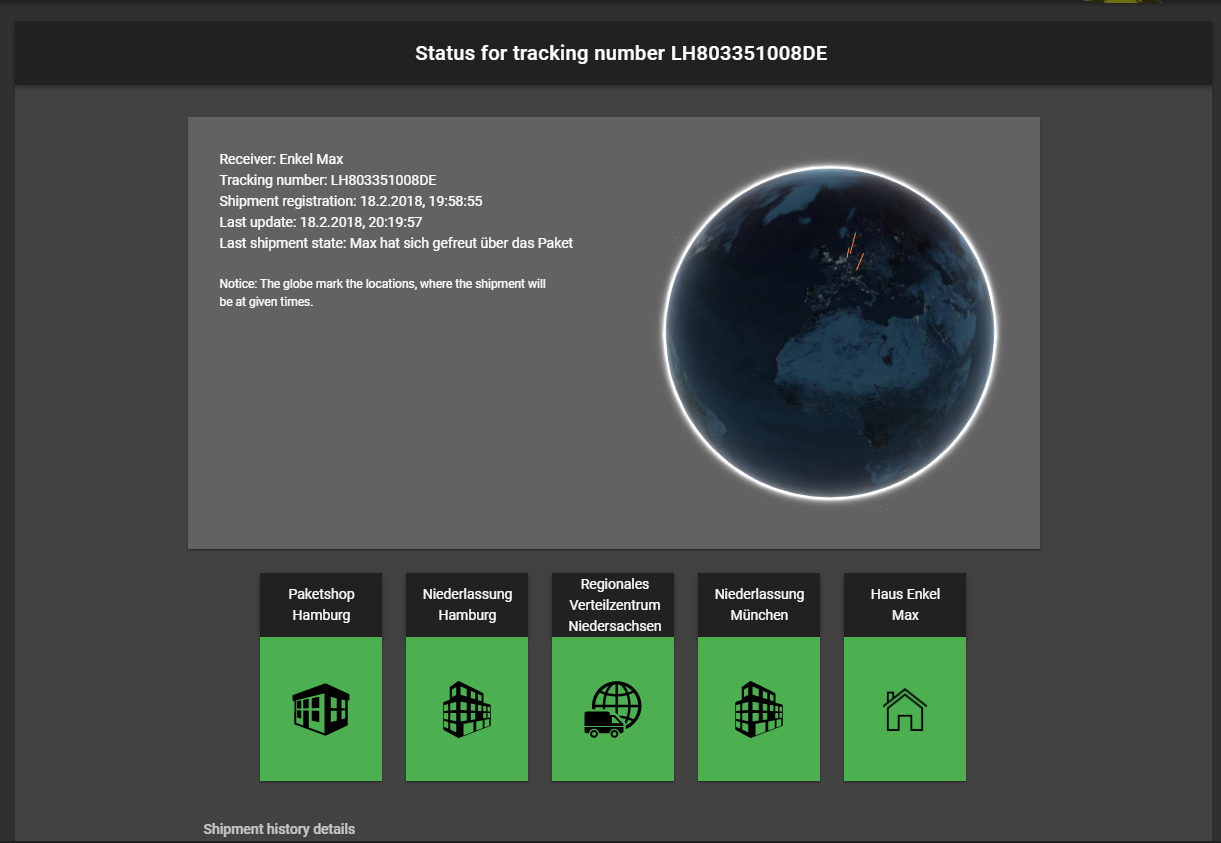 Status for tracking number LH803351008DE
Receiver: Enkel Max
Tracking number: LH803351008DE
Shipment registration: 18.2.2018, 19:58:55
Last update: 18.2.2018, 20:19:57
Last shipment state: Max hat sich gefreut über das Paket
Notice: The globe mark the locations, where the shipment will
be at given times.
Paketshop
Hamburg
Niederlassung
Hamburg
Regionales
Verteilzentrum
Niedersachsen
Niederlassung
München
Haus Enkel
Max
Shipment history details